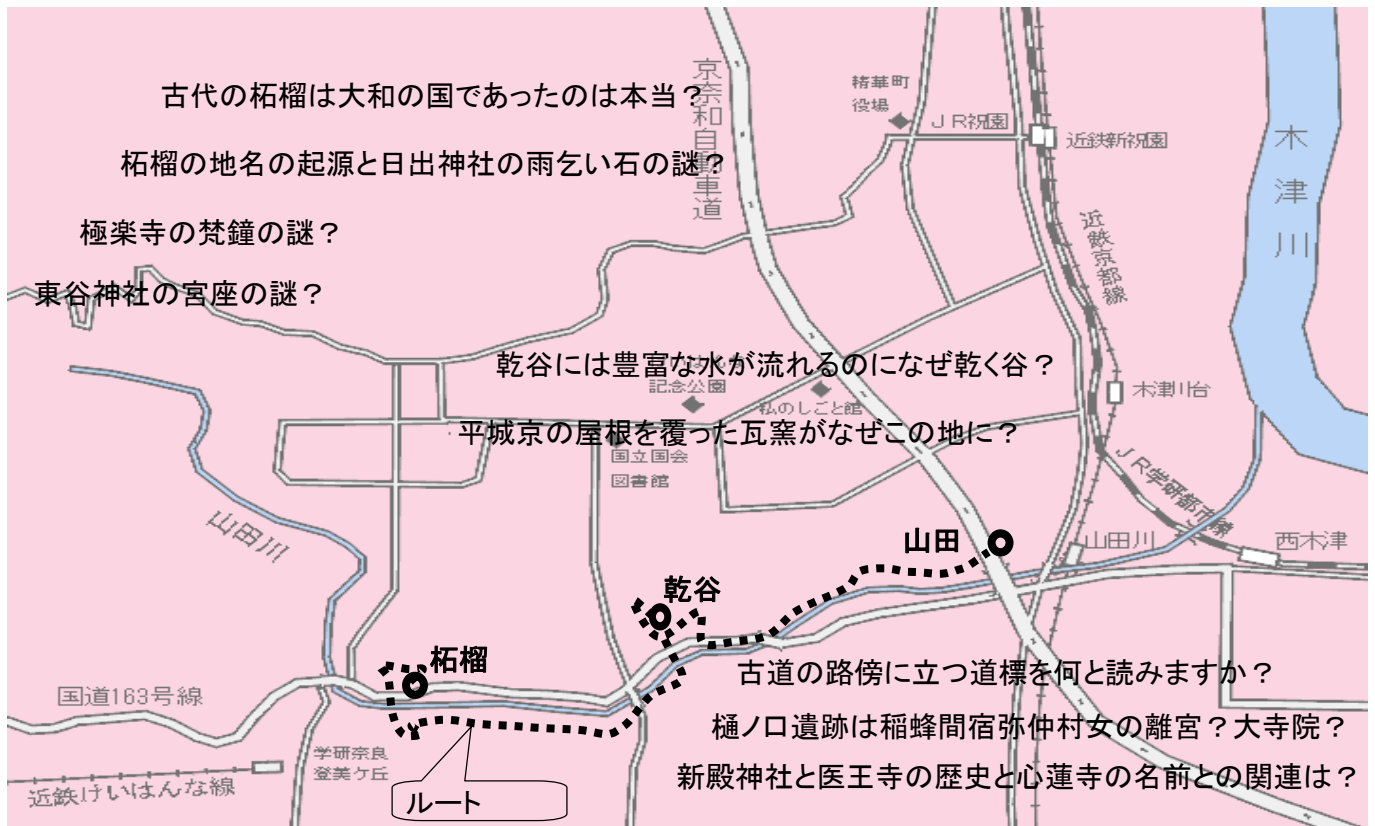 古代の柘榴は大和の国であったのは本当？
柘榴の地名の起源と日出神社の雨乞い石の謎？
極楽寺の梵鐘の謎？
東谷神社の宮座の謎？
京奈和自動車道
精華町
役場
ＪＲ祝園
近鉄新祝園
木津川
近鉄京都線
乾谷には豊富な水が流れるのになぜ乾く谷？
記念公園
私のしごと館
木津川台
平城京の屋根を覆った瓦窯がなぜこの地に？
国立国会
図書館
ＪＲ学研都市線
山田川
山田
山田川
西木津
乾谷
柘榴
国道163号線
古道の路傍に立つ道標を何と読みますか？
樋ノ口遺跡は稲蜂間宿弥仲村女の離宮？大寺院？
学研奈良
登美ケ丘
新殿神社と医王寺の歴史と心蓮寺の名前との関連は？
近鉄けいはんな線
ルート